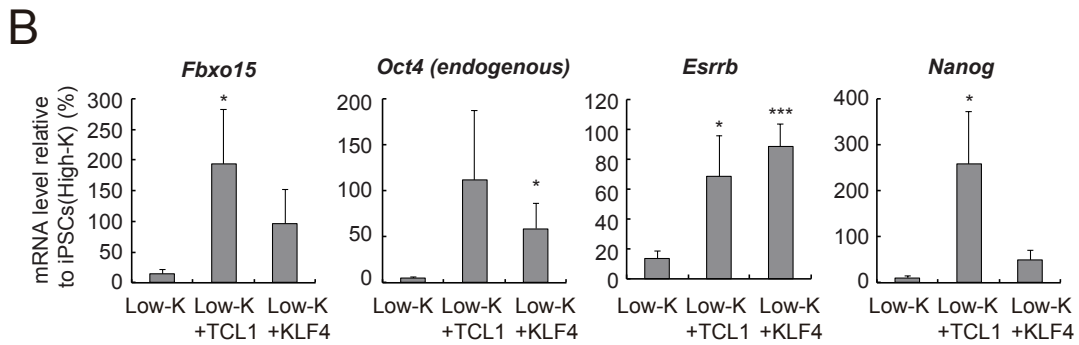 B
Fbxo15
Oct4 (endogenous)
Esrrb
Nanog
mRNA level relative
to iPSCs(High-K) (%)
300
250
200
150
100
50
0
*
Low-K
Low-K
+TCL1
Low-K
+KLF4
200
150
100
50
0
*
Low-K
Low-K
+TCL1
Low-K
+KLF4
120
100
80
60
40
20
0
*
***
Low-K
Low-K
+TCL1
Low-K
+KLF4
400
300
200
100
0
*
Low-K
Low-K
+TCL1
Low-K
+KLF4